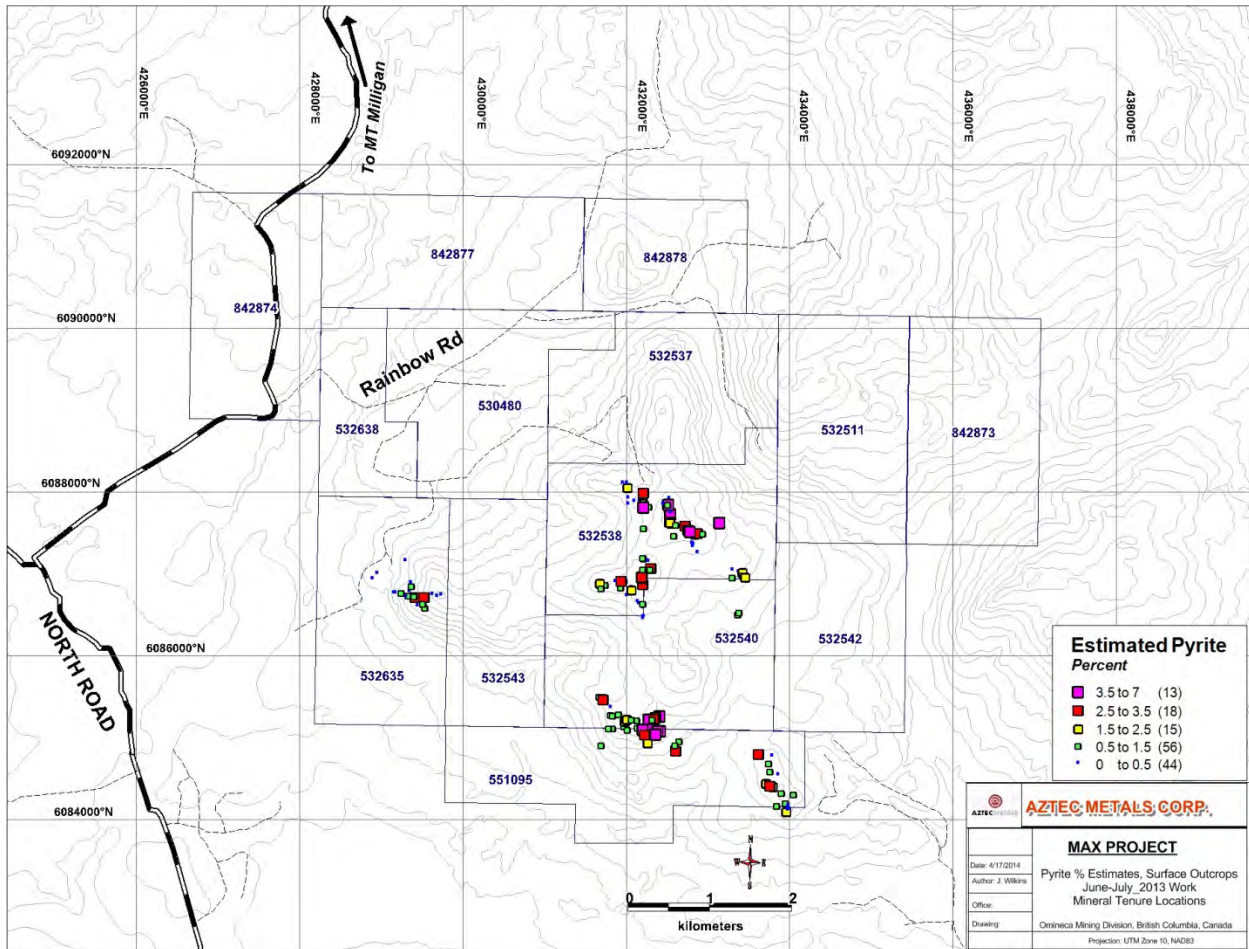 426000°E
428000°E
430000°E
432000°E
434000°E
436000°E
438000°E
To MT Milligan
6092000°N
842877
842878
842874
6090000°N
Rainbow Rd
532537
530480
532638
532511
842873
6088000°N
532538
NORTH ROAD
6086000°N
532540
532542
532635
532543
551095
6084000°N
Estimated Pyrite
Percent
3.5 to 7 (13)
2.5 to 3.5 (18)
1.5 to 2.5 (15)
0.5 to 1.5 (56)
0 to 0.5 (44)
N
W E
S
0 1 2
kilometers
AZTEC METALS
AZTEC METALS CORP.
MAX PROJECT
Date: 4/17/2014
Author: J. Wilkins
Office:
Drawing:
Pyrite % Estimates, Surface Outcrops
June-July_2013 Work
Mineral Tenure Locations
Omineca Mining Division, British Columbia, Canada
Projection: UTM Zone 10, NAD83